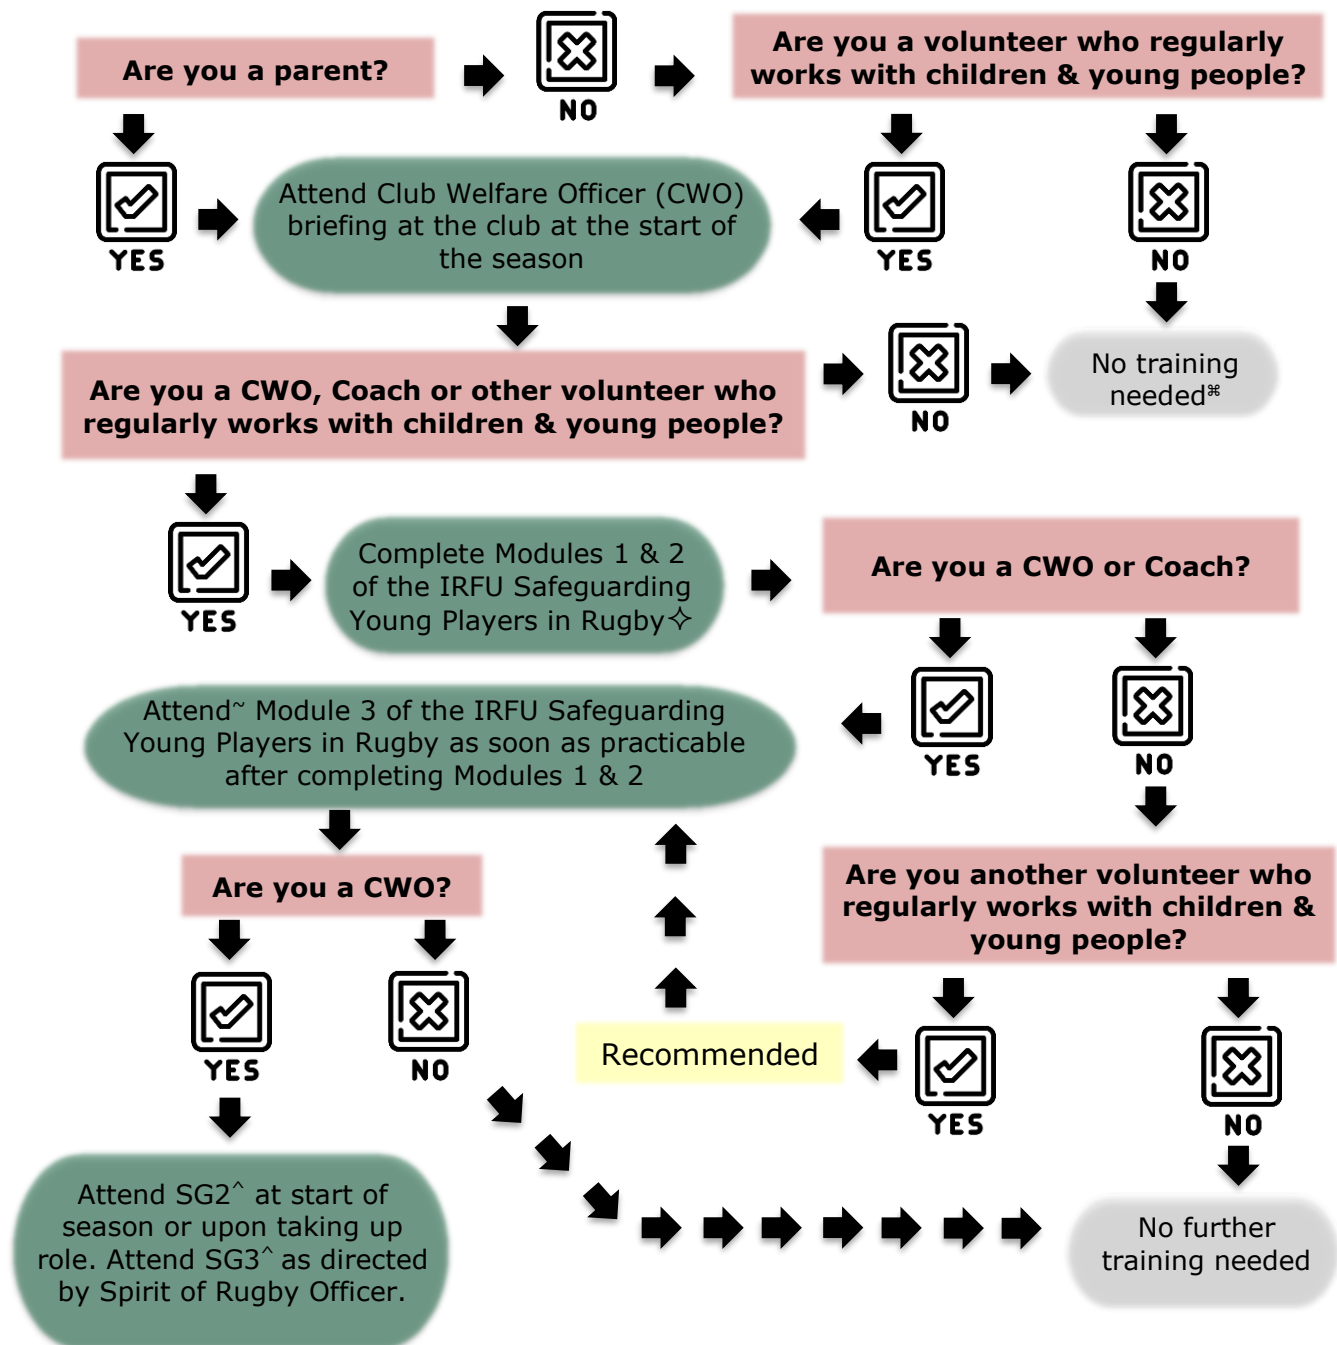 Are you a parent?
NO
Are you a volunteer who regularly
works with children & young people?
YES
Attend Club Welfare Officer (CWO)
briefing at the club at the start of
the season
YES
NO
Are you a CWO, Coach or other volunteer who
regularly works with children & young people?
NO
No training
needed⌘
YES
Complete Modules 1 & 2
of the IRFU Safeguarding
Young Players in Rugby✧
Are you a CWO or Coach?
Attend~ Module 3 of the IRFU Safeguarding
Young Players in Rugby as soon as practicable
after completing Modules 1 & 2
YES
NO
Are you a CWO?
Are you another volunteer who
regularly works with children &
young people?
YES
NO
Recommended
YES
NO
Attend SG2^ at start of
season or upon taking up
role. Attend SG3^ as directed
by Spirit of Rugby Officer.
No further
training needed